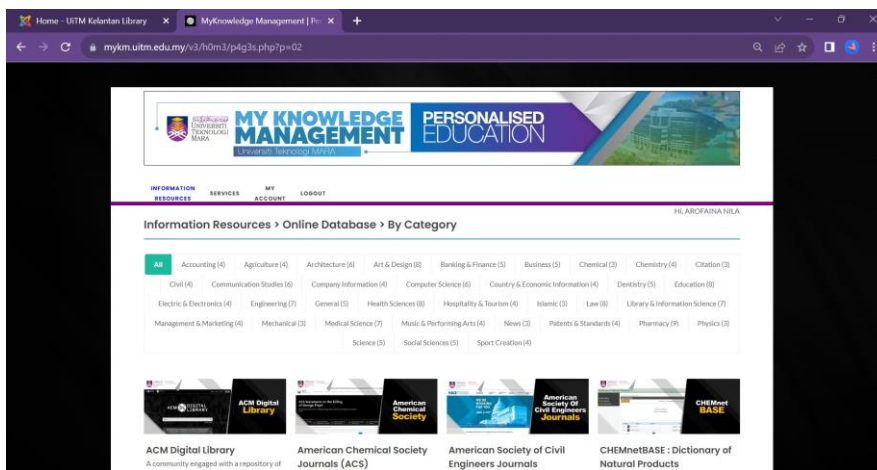 Home - UiTM Kelantan Library
MyKnowledge Management | Per
mykm.uitm.edu.my/v3/h0m3/p4g3s.php?p=02
UNIVERSITI
TEKNOLOGI
MARA
MY KNOWLEDGE
MANAGEMENT
Universiti Teknologi MARA
PERSONALISED
EDUCATION
INFORMATION
RESOURCES
SERVICES
MY
ACCOUNT
LOGOUT
HI, AROFAINA NILA
Information Resources > Online Database > By Category
All Accounting (4) Agriculture (4) Architecture (6) Art & Design (8) Banking & Finance (5) Business (5) Chemical (3) Chemistry (4) Citation (3)
Civil (4) Communication Studies (6) Company Information (4) Computer Science (6) Country & Economic Information (4) Dentistry (5) Education (8)
Electric & Electronics (4) Engineering (7) General (5) Health Sciences (8) Hospitality & Tourism (4) Islamic (3) Law (8) Library & Information Science (7)
Management & Marketing (4) Mechanical (3) Medical Science (7) Music & Performing Arts (4) News (3) Patents & Standards (4) Pharmacy (9) Physics (3)
Science (5) Social Sciences (5) Sport Creation (4)
ACM Digital
Library
American
Chemical
Society
American
Society Of
Civil Engineers
Journals
CHEMnet
BASE
ACM Digital Library
A community engaged with a repository of
American Chemical Society
Journals (ACS)
American Society of Civil
Engineers Journals
CHEMnetBASE : Dictionary of
Natural Products